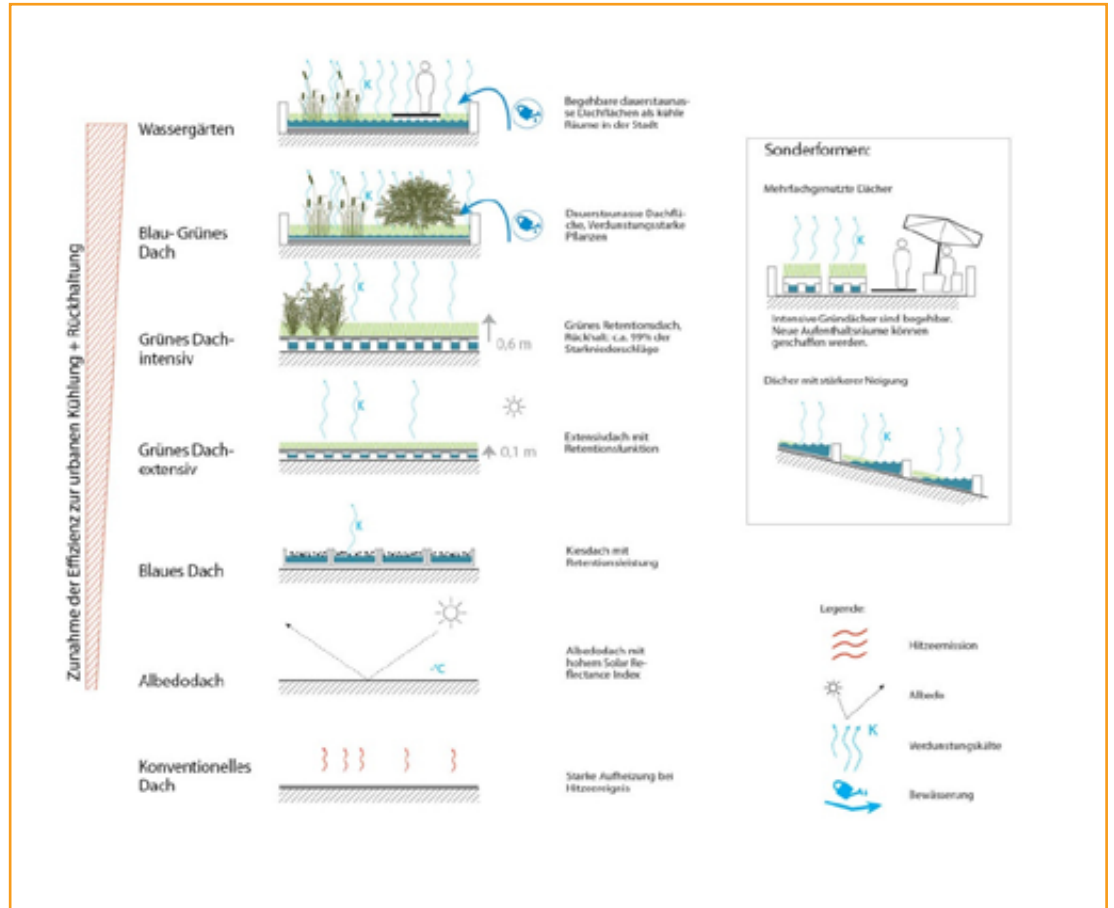 Zunahme der Effizienz zur urbanen Kühlung + Rückhaltung
Wassergärten
K
Begehbare dauerstaunas-
se Dachflächen als kühle
Räume in der Stadt
Blau- Grünes
Dach
K
Dauerstaunasse Dachflä-
che, Verdunstungsstarke
Pflanzen
Grünes Dach-
intensiv
K
0,6 m
Grünes Retentionsdach,
Rückhalt: c.a. 99% der
Starkniederschläge
Grünes Dach-
extensiv
K
0,1 m
Extensivdach mit
Retentionsfunktion
Blaues Dach
K
Kiesdach mit
Retentionsleistung
Albedodach
-°C
Albedodach mit
hohem Solar Re-
flectance Index
Konventionelles
Dach
Starke Aufheizung bei
Hitzeereignis
Sonderformen:
Mehrfachgenutzte Dächer
K
Intensive Gründächer sind begehbar.
Neue Aufenthaltsräume können
geschaffen werden.
Dächer mit stärkerer Neigung
K
Legende:
Hitzeemission
Albedo
K
Verdunstungskälte
Bewässerung